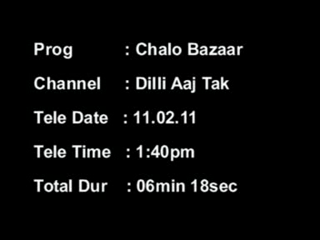 Prog : Chalo Bazaar
Channel : Dilli Aaj Tak
Tele Date : 11.02.11
Tele Time : 1:40pm
Total Dur : 06min 18sec